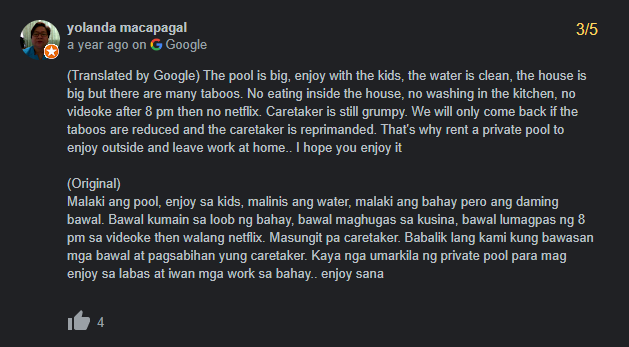 yolanda macapagal
3/5
a year ago on Google
(Translated by Google) The pool is big, enjoy with the kids, the water is clean, the house is
big but there are many taboos. No eating inside the house, no washing in the kitchen, no
videoke after 8 pm then no netflix. Caretaker is still grumpy. We will only come back if the
taboos are reduced and the caretaker is reprimanded. That's why rent a private pool to
enjoy outside and leave work at home.. I hope you enjoy it
(Original)
Malaki ang pool, enjoy sa kids, malinis ang water, malaki ang bahay pero ang daming
bawal. Bawal kumain sa loob ng bahay, bawal maghugas sa kusina, bawal lumagpas ng 8
pm sa videoke then walang netflix. Masungit pa caretaker. Babalik lang kami kung bawasan
mga bawal at pagsabihan yung caretaker. Kaya nga umarkila ng private pool para mag
enjoy sa labas at iwan mga work sa bahay.. enjoy sana
4